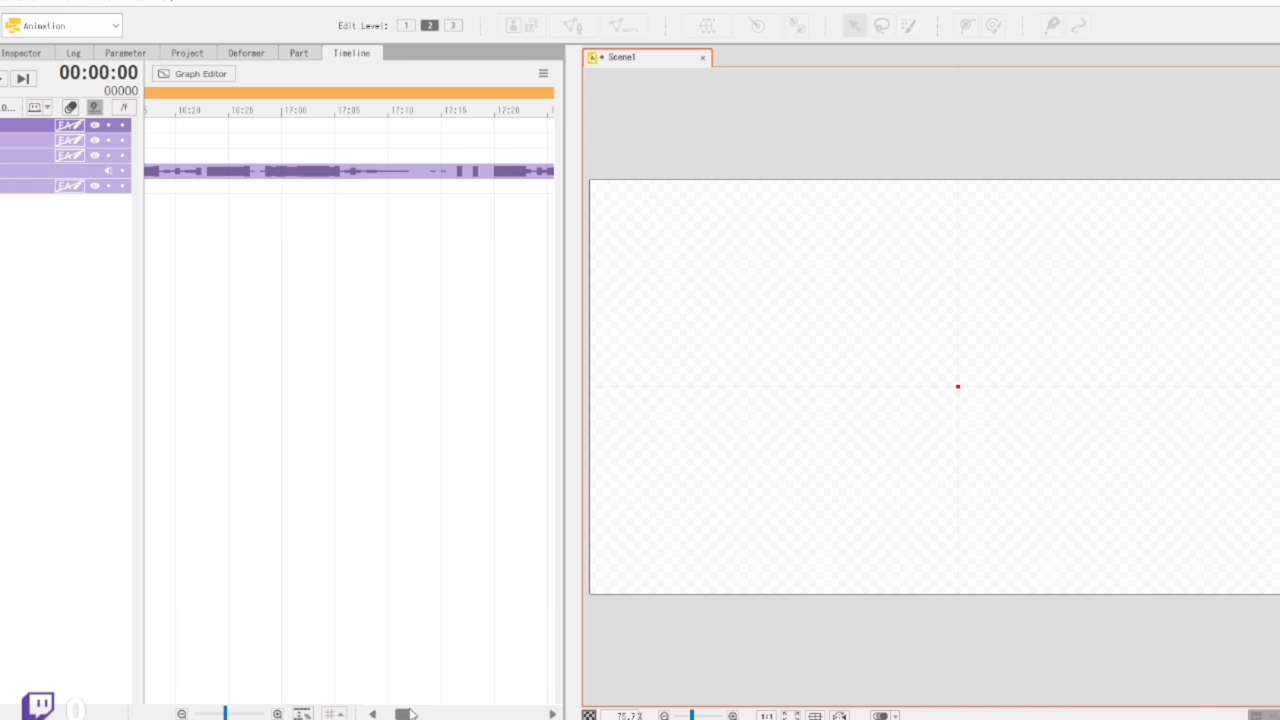 Animation
Edit Level: 1 2 3
Inspector Log Parameter Project Deformer Part Timeline
Scene1
00:00:00
Graph Editor
00000
0...
16:20 16:25 17:00 17:05 17:10 17:15 17:20
0
75.7%
1:1